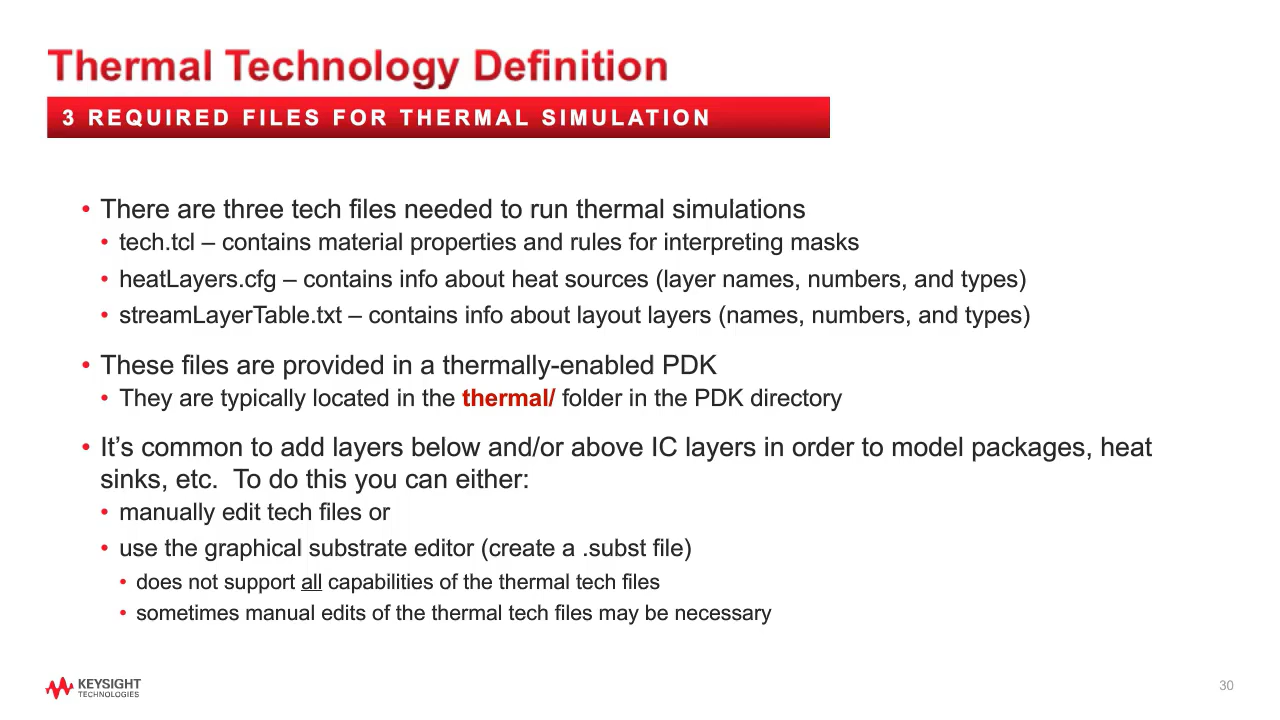 Thermal Technology Definition
3 REQUIRED FILES FOR THERMAL SIMULATION
• There are three tech files needed to run thermal simulations
• tech.tcl – contains material properties and rules for interpreting masks
• heatLayers.cfg – contains info about heat sources (layer names, numbers, and types)
• streamLayerTable.txt – contains info about layout layers (names, numbers, and types)
• These files are provided in a thermally-enabled PDK
• They are typically located in the thermal/ folder in the PDK directory
• It’s common to add layers below and/or above IC layers in order to model packages, heat
sinks, etc.  To do this you can either:
• manually edit tech files or
• use the graphical substrate editor (create a .subst file)
• does not support all capabilities of the thermal tech files
• sometimes manual edits of the thermal tech files may be necessary
KEYSIGHT
TECHNOLOGIES
30